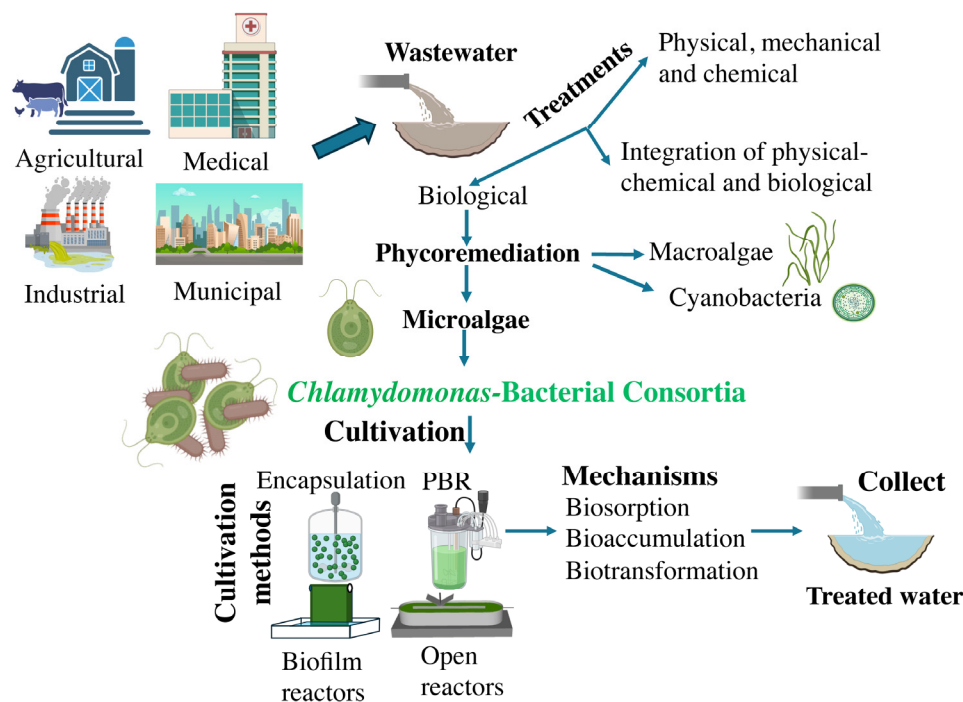 Agricultural
Medical
Industrial
Municipal
Wastewater
Treatments
Physical, mechanical
and chemical
Integration of physical-
chemical and biological
Biological
Phycoremediation
Macroalgae
Cyanobacteria
Microalgae
Chlamydomonas-Bacterial Consortia
Cultivation
Cultivation
methods
Encapsulation
PBR
Biofilm
reactors
Open
reactors
Mechanisms
Biosorption
Bioaccumulation
Biotransformation
Collect
Treated water